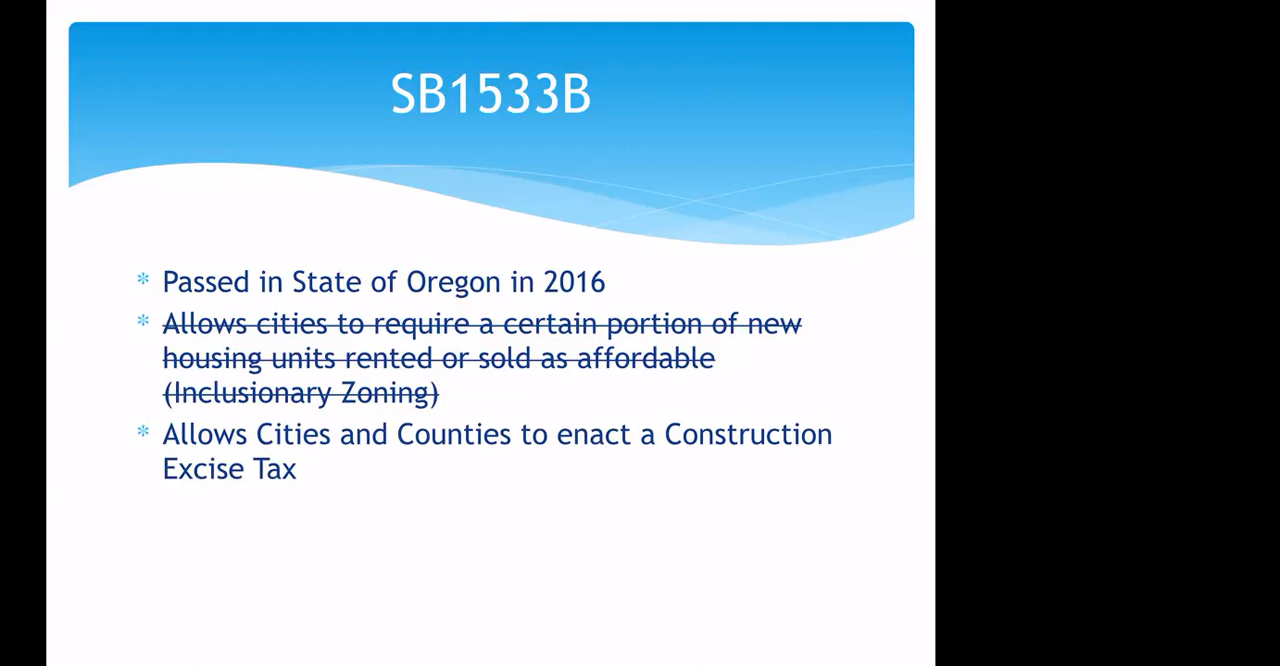 SB1533B
* Passed in State of Oregon in 2016
* Allows cities to require a certain portion of new
housing units rented or sold as affordable
(Inclusionary Zoning)
* Allows Cities and Counties to enact a Construction
Excise Tax